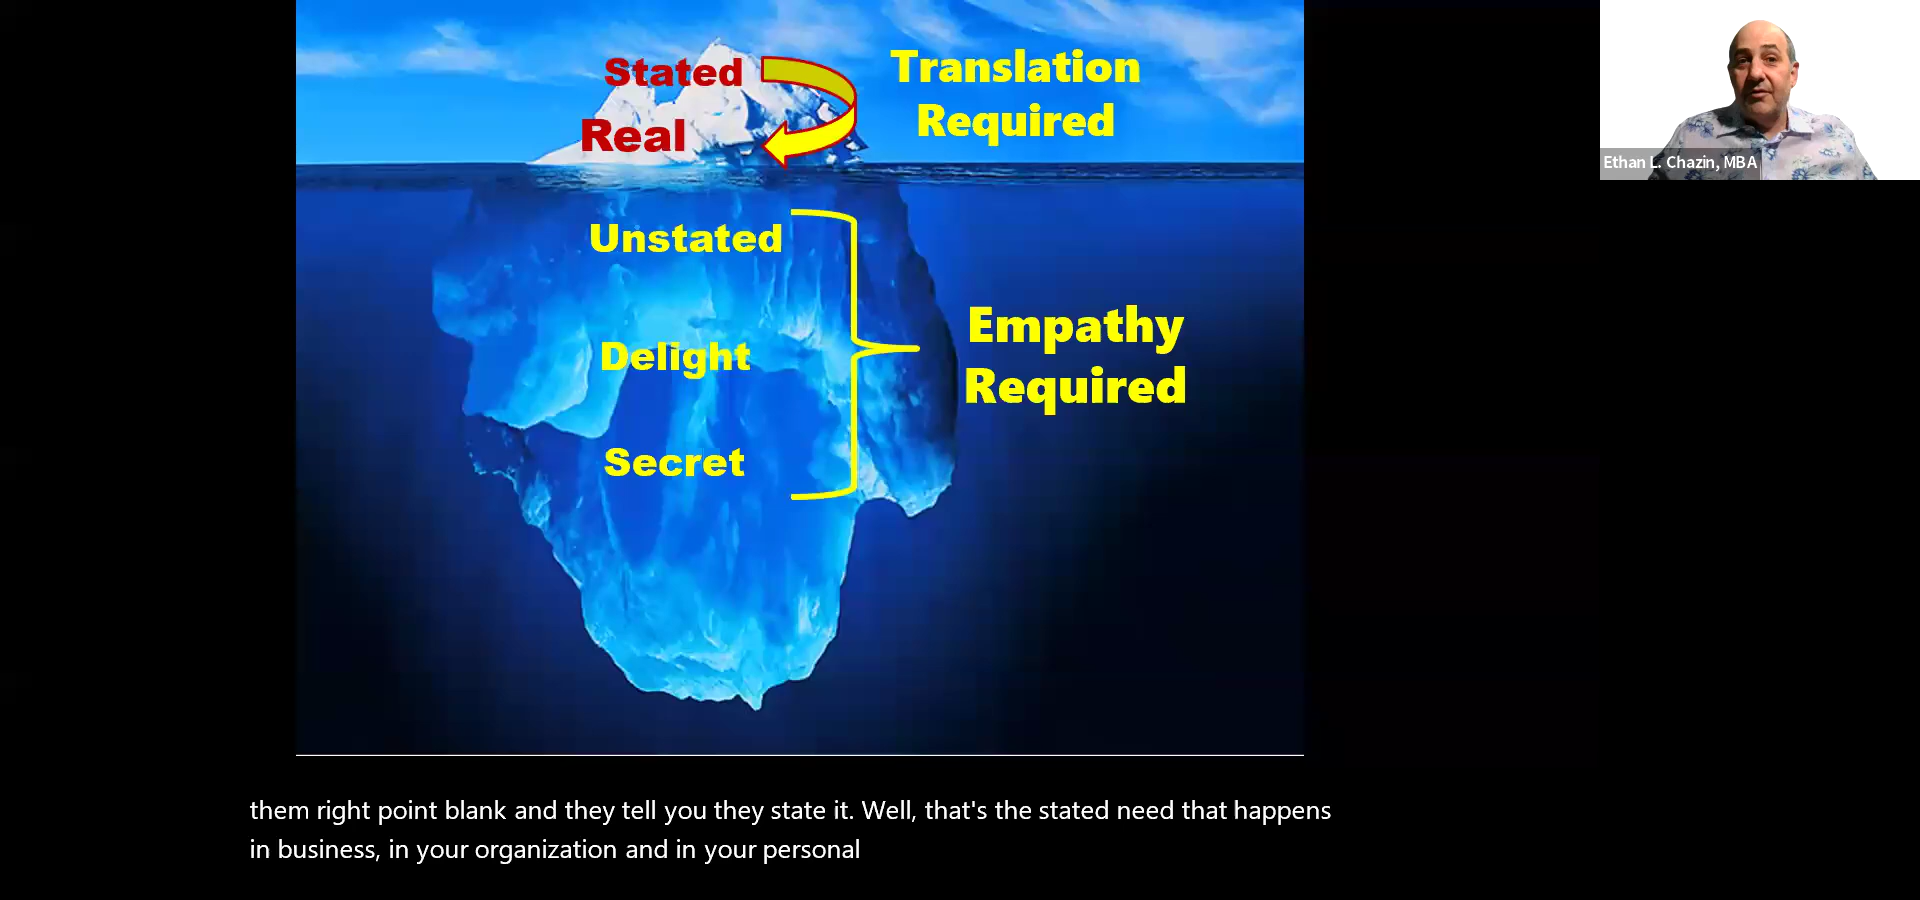 Stated
Real
Translation
Required
Unstated
Delight
Secret
Empathy
Required
Ethan L. Chazin, MBA
them right point blank and they tell you they state it. Well, that's the stated need that happens
in business, in your organization and in your personal